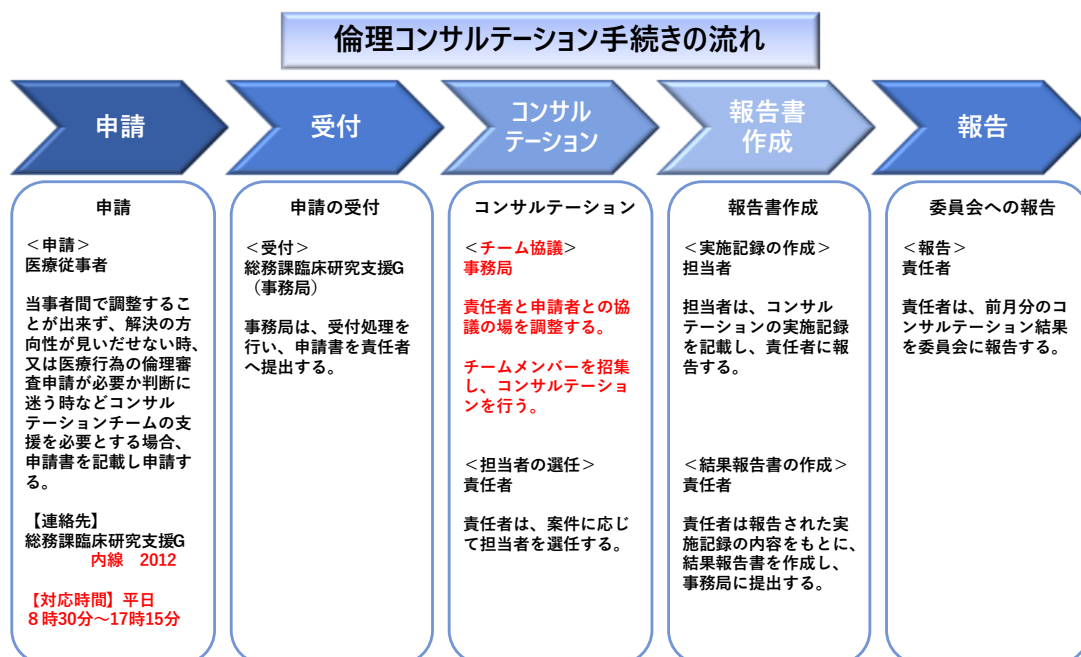 倫理コンサルテーション手続きの流れ
申請
受付
コンサル
テーション
報告書
作成
報告
申請
＜申請＞
医療従事者
当事者間で調整するこ
とが出来ず、解決の方
向性が見いだせない時、
又は医療行為の倫理審
査申請が必要か判断に
迷う時などコンサル
テーションチームの支
援を必要とする場合、
申請書を記載し申請す
る。
【連絡先】
総務課臨床研究支援G
内線　2012
【対応時間】平日
８時30分～17時15分
申請の受付
＜受付＞
総務課臨床研究支援G
（事務局）
事務局は、受付処理を
行い、申請書を責任者
へ提出する。
コンサルテーション
＜チーム協議＞
事務局
責任者と申請者との協
議の場を調整する。
チームメンバーを招集
し、コンサルテーショ
ンを行う。
＜担当者の選任＞
責任者
責任者は、案件に応じ
て担当者を選任する。
報告書作成
＜実施記録の作成＞
担当者
担当者は、コンサル
テーションの実施記録
を記載し、責任者に報
告する。
＜結果報告書の作成＞
責任者
責任者は報告された実
施記録の内容をもとに、
結果報告書を作成し、
事務局に提出する。
委員会への報告
＜報告＞
責任者
責任者は、前月分のコ
ンサルテーション結果
を委員会に報告する。